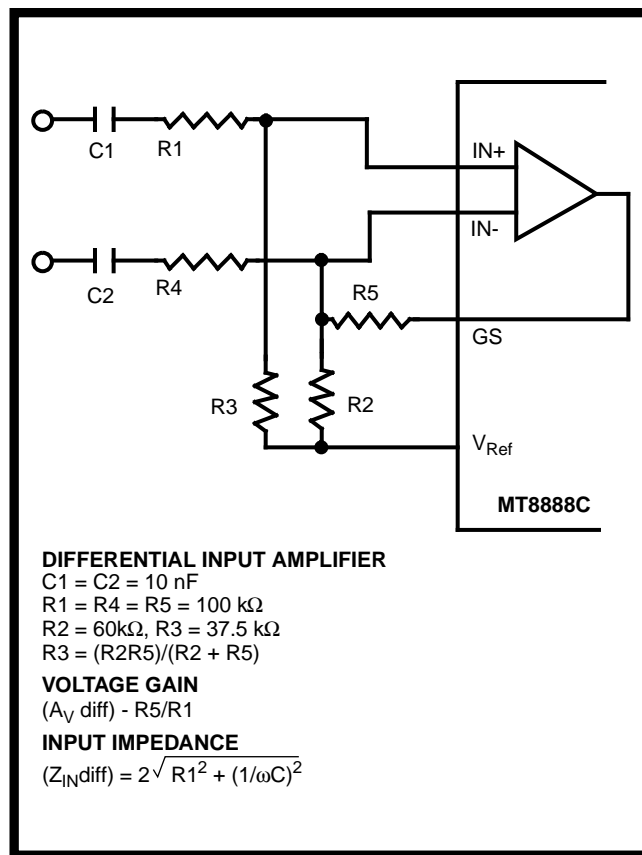 C1
R1
IN+
IN-
C2
R4
R5
GS
R3
R2
V_Ref
MT8888C
DIFFERENTIAL INPUT AMPLIFIER
C1 = C2 = 10 nF
R1 = R4 = R5 = 100 kΩ
R2 = 60kΩ, R3 = 37.5 kΩ
R3 = (R2R5)/(R2 + R5)
VOLTAGE GAIN
(A_V diff) - R5/R1
INPUT IMPEDANCE
(Z_INdiff) = 2√R1² + (1/ωC)²